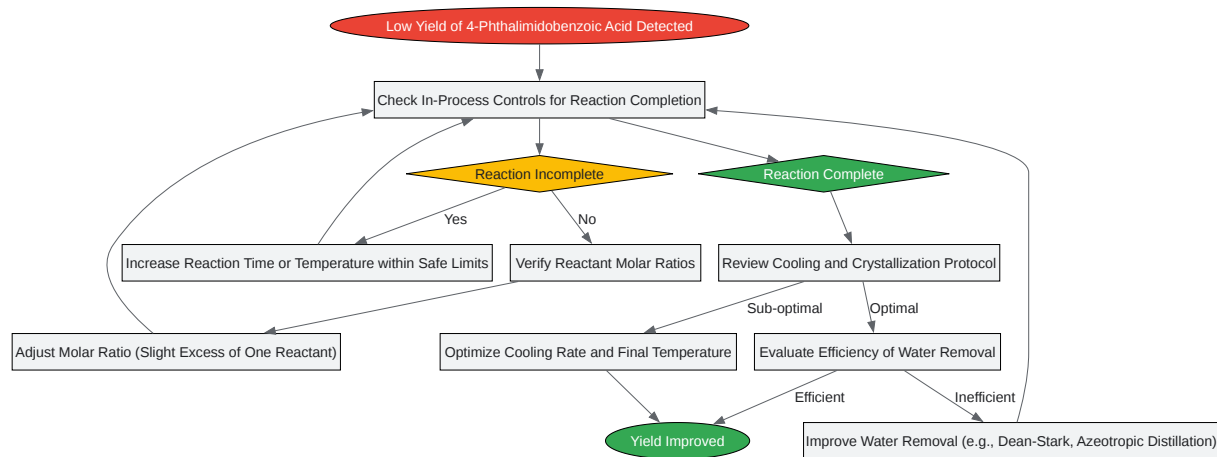 Low Yield of 4-Phthalimidobenzoic Acid Detected
Check In-Process Controls for Reaction Completion
Reaction Incomplete
Reaction Complete
Yes
No
Increase Reaction Time or Temperature within Safe Limits
Verify Reactant Molar Ratios
Review Cooling and Crystallization Protocol
Sub-optimal
Optimal
Adjust Molar Ratio (Slight Excess of One Reactant)
Optimize Cooling Rate and Final Temperature
Evaluate Efficiency of Water Removal
Efficient
Inefficient
Yield Improved
Improve Water Removal (e.g., Dean-Stark, Azeotropic Distillation)